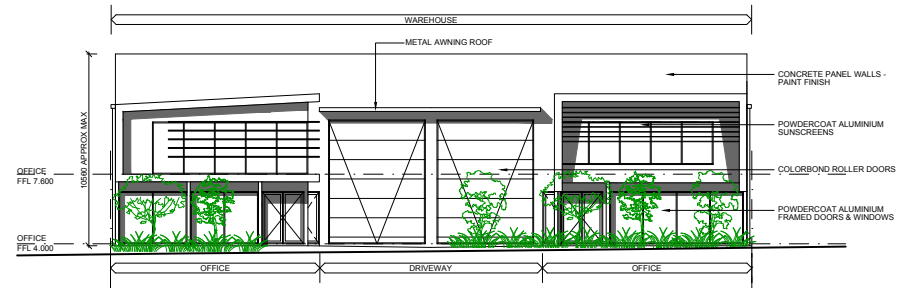 WAREHOUSE
METAL AWNING ROOF
CONCRETE PANEL WALLS -
PAINT FINISH
10560 APPROX MAX
POWDERCOAT ALUMINIUM
SUNSCREENS
COLORBOND ROLLER DOORS
OFFICE
FFL 7.600
POWDERCOAT ALUMINIUM
FRAMED DOORS & WINDOWS
OFFICE
FFL 4.000
OFFICE
DRIVEWAY
OFFICE